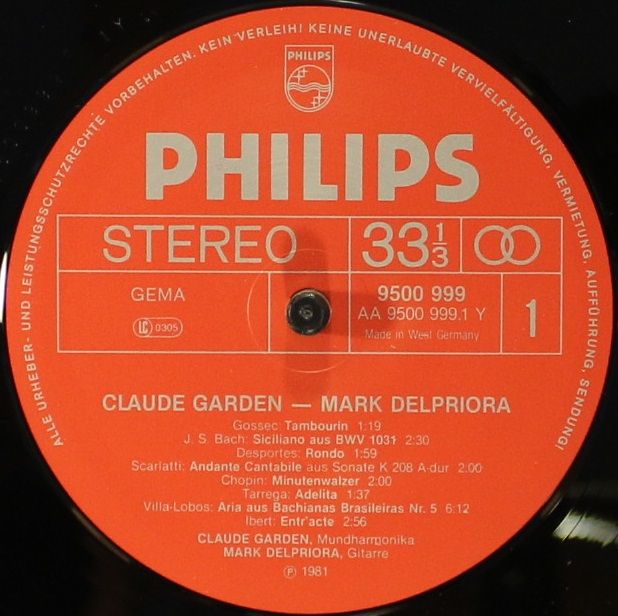 ALLE URHEBER- UND LEISTUNGSSCHUTZRECHTE VORBEHALTEN. KEIN VERLEIH! KEINE UNERLAUBTE VERVIELFÄLTIGUNG, VERMIETUNG, AUFFÜHRUNG, SENDUNG!
PHILIPS
PHILIPS
STEREO 33 1/3
GEMA 9500 999
LC 0305 AA 9500 999.1 Y 1
Made in West Germany
CLAUDE GARDEN — MARK DELPRIORA
Gossec: Tambourin 1:19
J. S. Bach: Siciliano aus BWV 1031 2:30
Desportes: Rondo 1:59
Scarlatti: Andante Cantabile aus Sonate K 208 A-dur 2:00
Chopin: Minutenwalzer 2:00
Tarrega: Adelita 1:37
Villa-Lobos: Aria aus Bachianas Brasileiras Nr. 5 6:12
Ibert: Entr'acte 2:56
CLAUDE GARDEN, Mundharmonika
MARK DELPRIORA, Gitarre
Ⓟ 1981